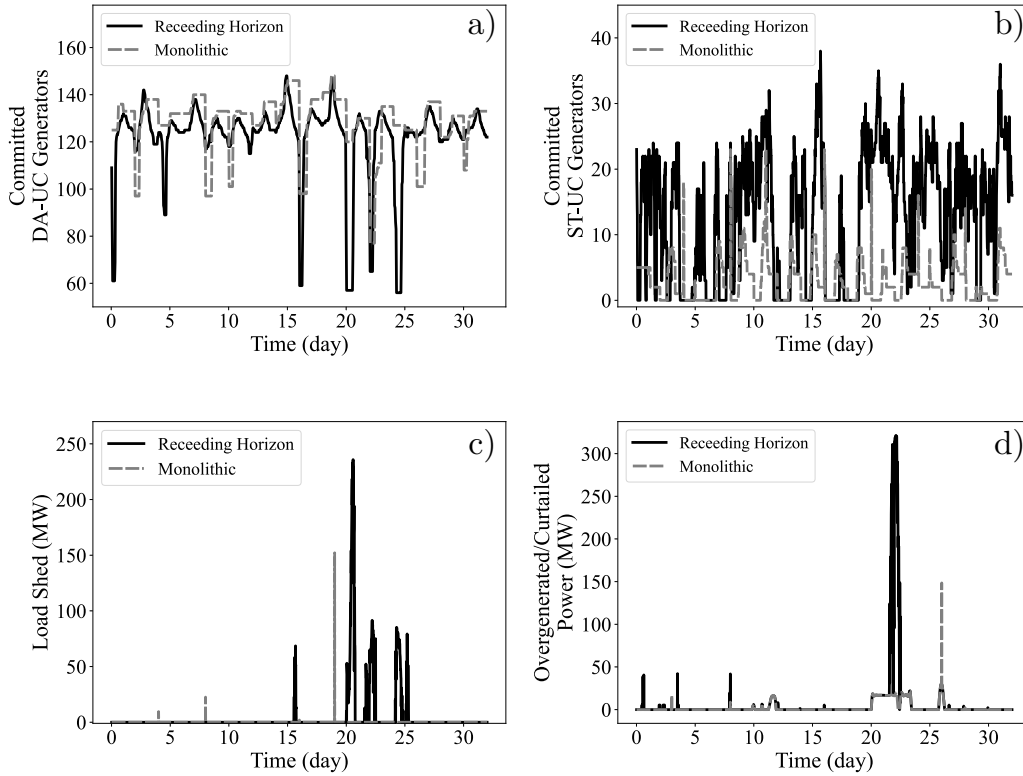 a)
Receeding Horizon
Monolithic
160
140
120
100
80
60
Committed
DA-UC Generators
0 5 10 15 20 25 30
Time (day)
b)
Receeding Horizon
Monolithic
40
30
20
10
0
Committed
ST-UC Generators
0 5 10 15 20 25 30
Time (day)
c)
Receeding Horizon
Monolithic
250
200
150
100
50
0
Load Shed (MW)
0 5 10 15 20 25 30
Time (day)
d)
Receeding Horizon
Monolithic
300
250
200
150
100
50
0
Overgenerated/Curtailed
Power (MW)
0 5 10 15 20 25 30
Time (day)